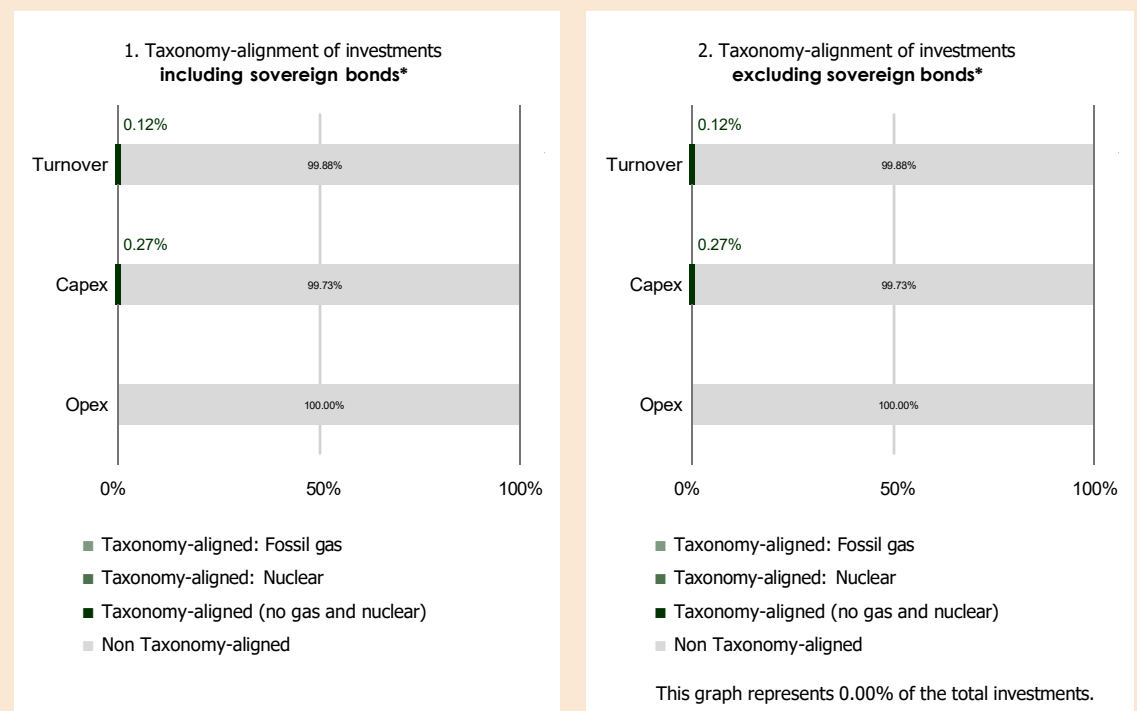 1. Taxonomy-alignment of investments
including sovereign bonds*
0.12%
Turnover
99.88%
0.27%
Capex
99.73%
Opex
100.00%
0%
50%
100%
Taxonomy-aligned: Fossil gas
Taxonomy-aligned: Nuclear
Taxonomy-aligned (no gas and nuclear)
Non Taxonomy-aligned
2. Taxonomy-alignment of investments
excluding sovereign bonds*
0.12%
Turnover
99.88%
0.27%
Capex
99.73%
Opex
100.00%
0%
50%
100%
Taxonomy-aligned: Fossil gas
Taxonomy-aligned: Nuclear
Taxonomy-aligned (no gas and nuclear)
Non Taxonomy-aligned
This graph represents 0.00% of the total investments.